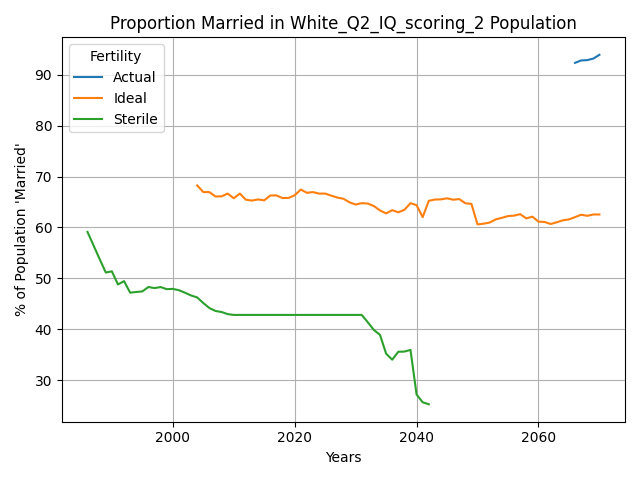 Proportion Married in White_Q2_IQ_scoring_2 Population
Fertility
Actual
Ideal
Sterile
% of Population 'Married'
90
80
70
60
50
40
30
2000
2020
2040
2060
Years